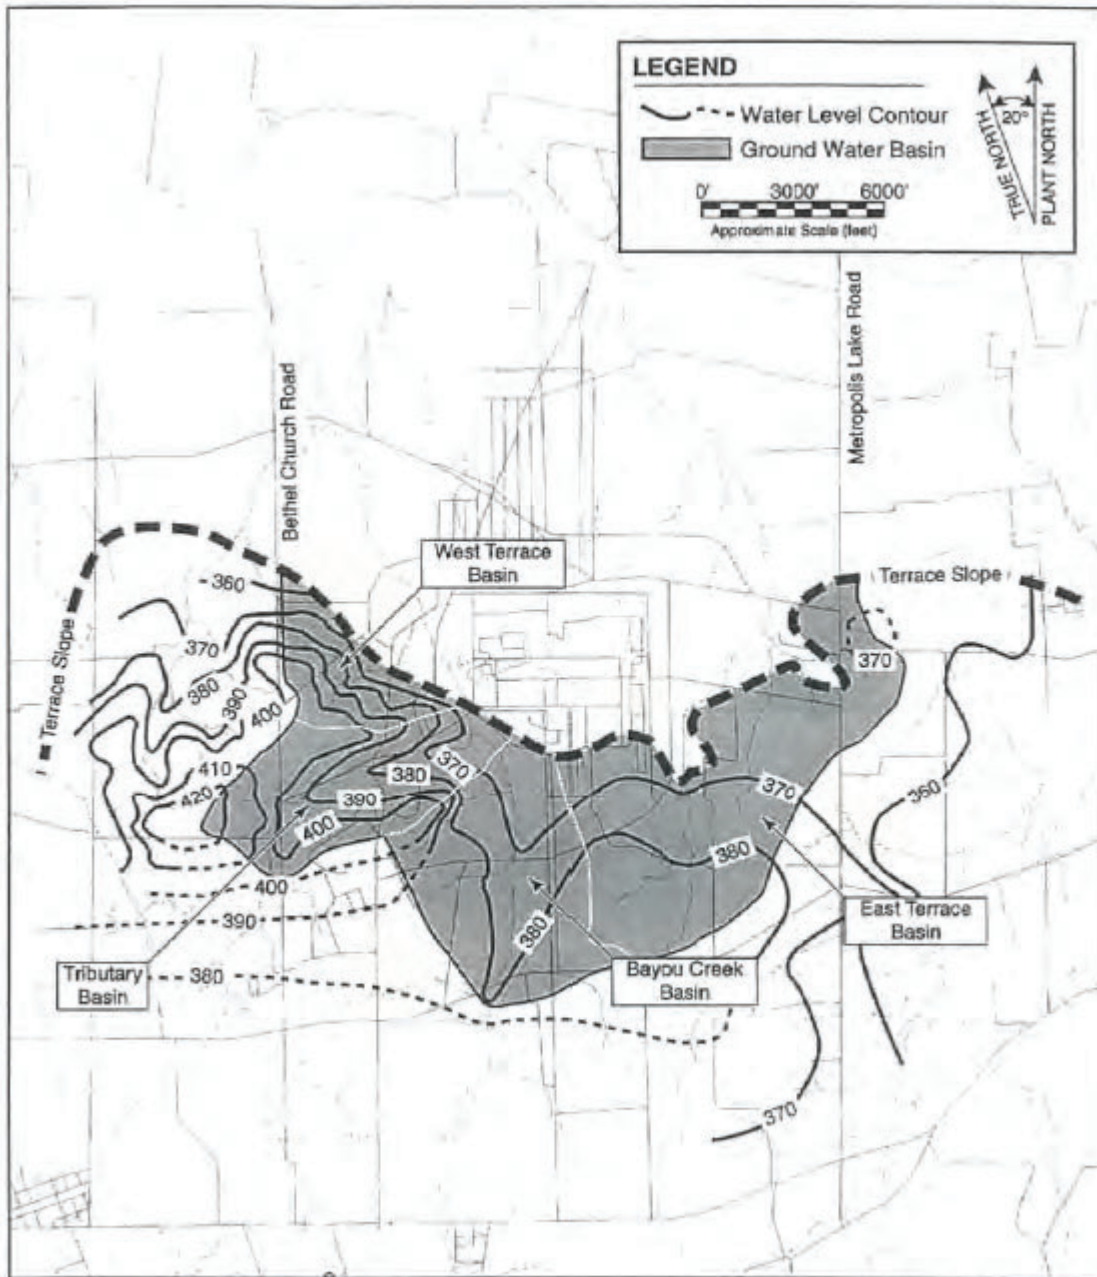 LEGEND
Water Level Contour
Ground Water Basin
0' 3000' 6000'
Approximate Scale (feet)
TRUE NORTH
20°
PLANT NORTH
Bethel Church Road
Metropolis Lake Road
West Terrace
Basin
Terrace Slope
Terrace Slope
360
370
380
390
400
410
420
370
380
390
400
400
390
380
370
380
380
370
360
370
East Terrace
Basin
Bayou Creek
Basin
Tributary
Basin